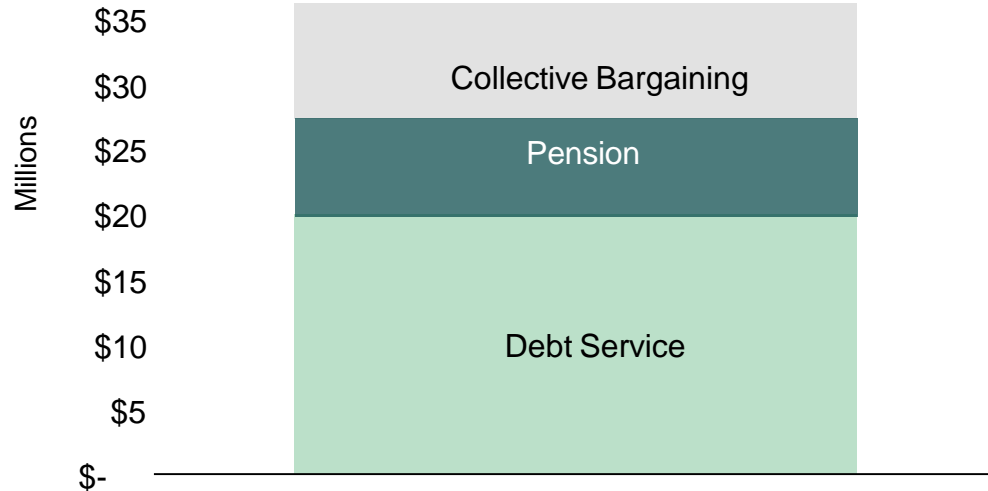 $35
Collective Bargaining
$30
Millions
$25
Pension
$20
$15
$10
Debt Service
$5
$-